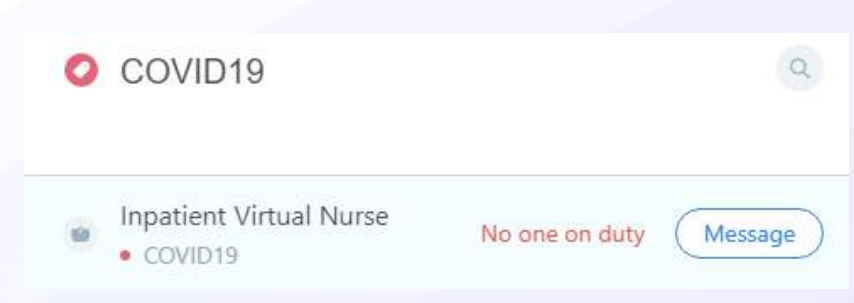 COVID19
Inpatient Virtual Nurse
COVID19
No one on duty
Message